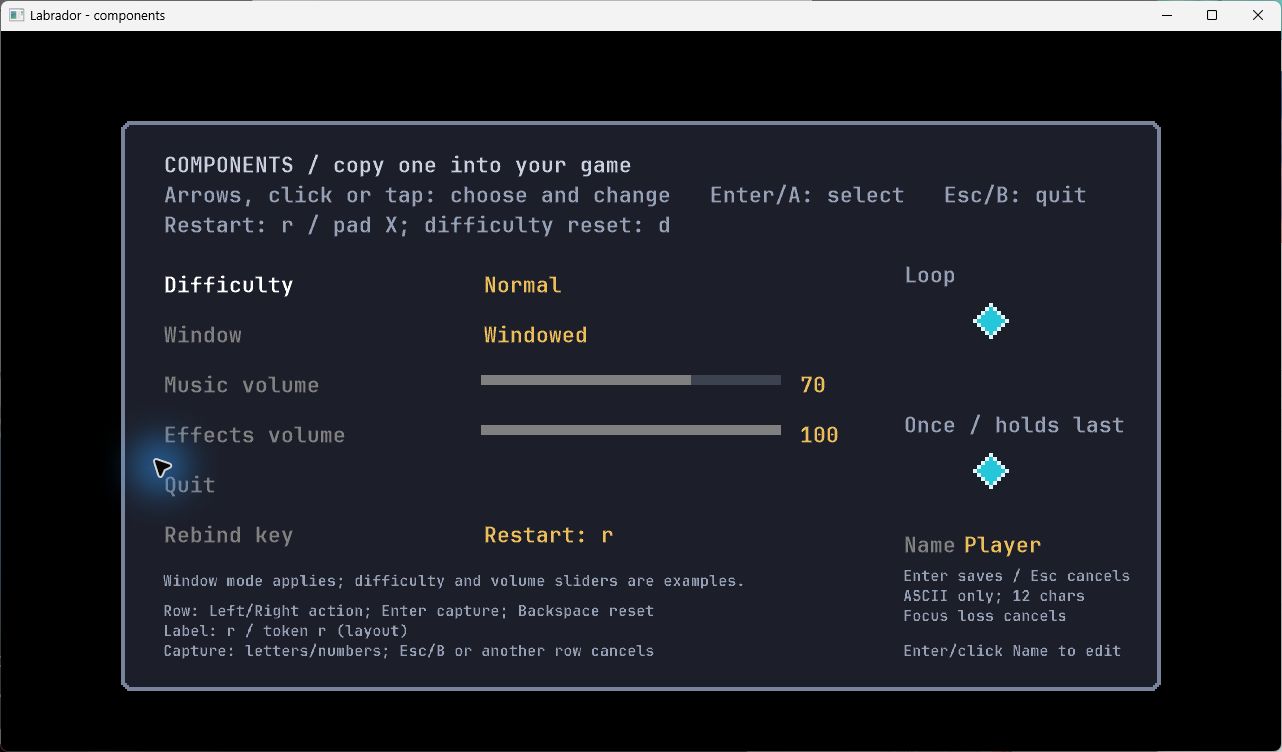 Labrador - components
COMPONENTS / copy one into your game
Arrows, click or tap: choose and change   Enter/A: select   Esc/B: quit
Restart: r / pad X; difficulty reset: d
Difficulty   Normal
Window   Windowed
Music volume   70
Effects volume   100
Quit
Rebind key   Restart: r
Window mode applies; difficulty and volume sliders are examples.
Row: Left/Right action; Enter capture; Backspace reset
Label: r / token r (layout)
Capture: letters/numbers; Esc/B or another row cancels
Loop
Once / holds last
Name Player
Enter saves / Esc cancels
ASCII only; 12 chars
Focus loss cancels
Enter/click Name to edit